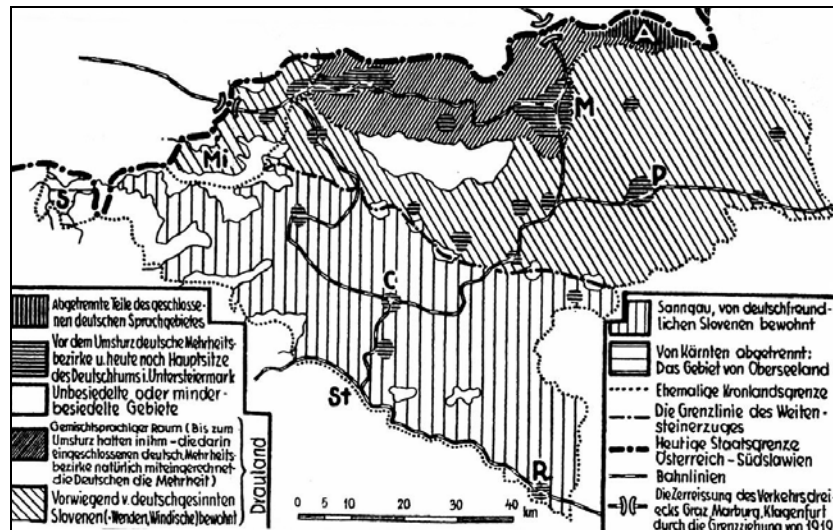 A
M
Mi
S
P
C
St
R
Abgetrennte Teile des geschlosse-
nen deutschen Sprachgebietes
Vor dem Umsturz deutsche Mehrheits-
bezirke u. heute noch Hauptsitze
des Deutschtums i. Untersteiermark
Unbesiedelte oder minder-
besiedelte Gebiete
Gemischtsprachiger Raum (Bis zum
Umsturz hatten in ihm - die darin
eingeschlossenen deutsch. Mehrheits-
bezirke natürlich miteingerechnet -
die Deutschen die Mehrheit)
Vorwiegend v. deutschgesinnten
Slovenen (Wenden, Windische) bewohnt
Drauland
0 10 20 30 40
km
Sanngau, von deutschfreund-
lichen Slovenen bewohnt
Von Kärnten abgetrennt:
Das Gebiet von Oberseeland
Ehemalige Kronlandsgrenze
Die Grenzlinie des Weiten-
steinerzuges
Heutige Staatsgrenze
Österreich - Südslawien
Bahnlinien
Die Zerreissung des Verkehrsdrei-
ecks Graz, Marburg, Klagenfurt
durch die Grenzziehung von